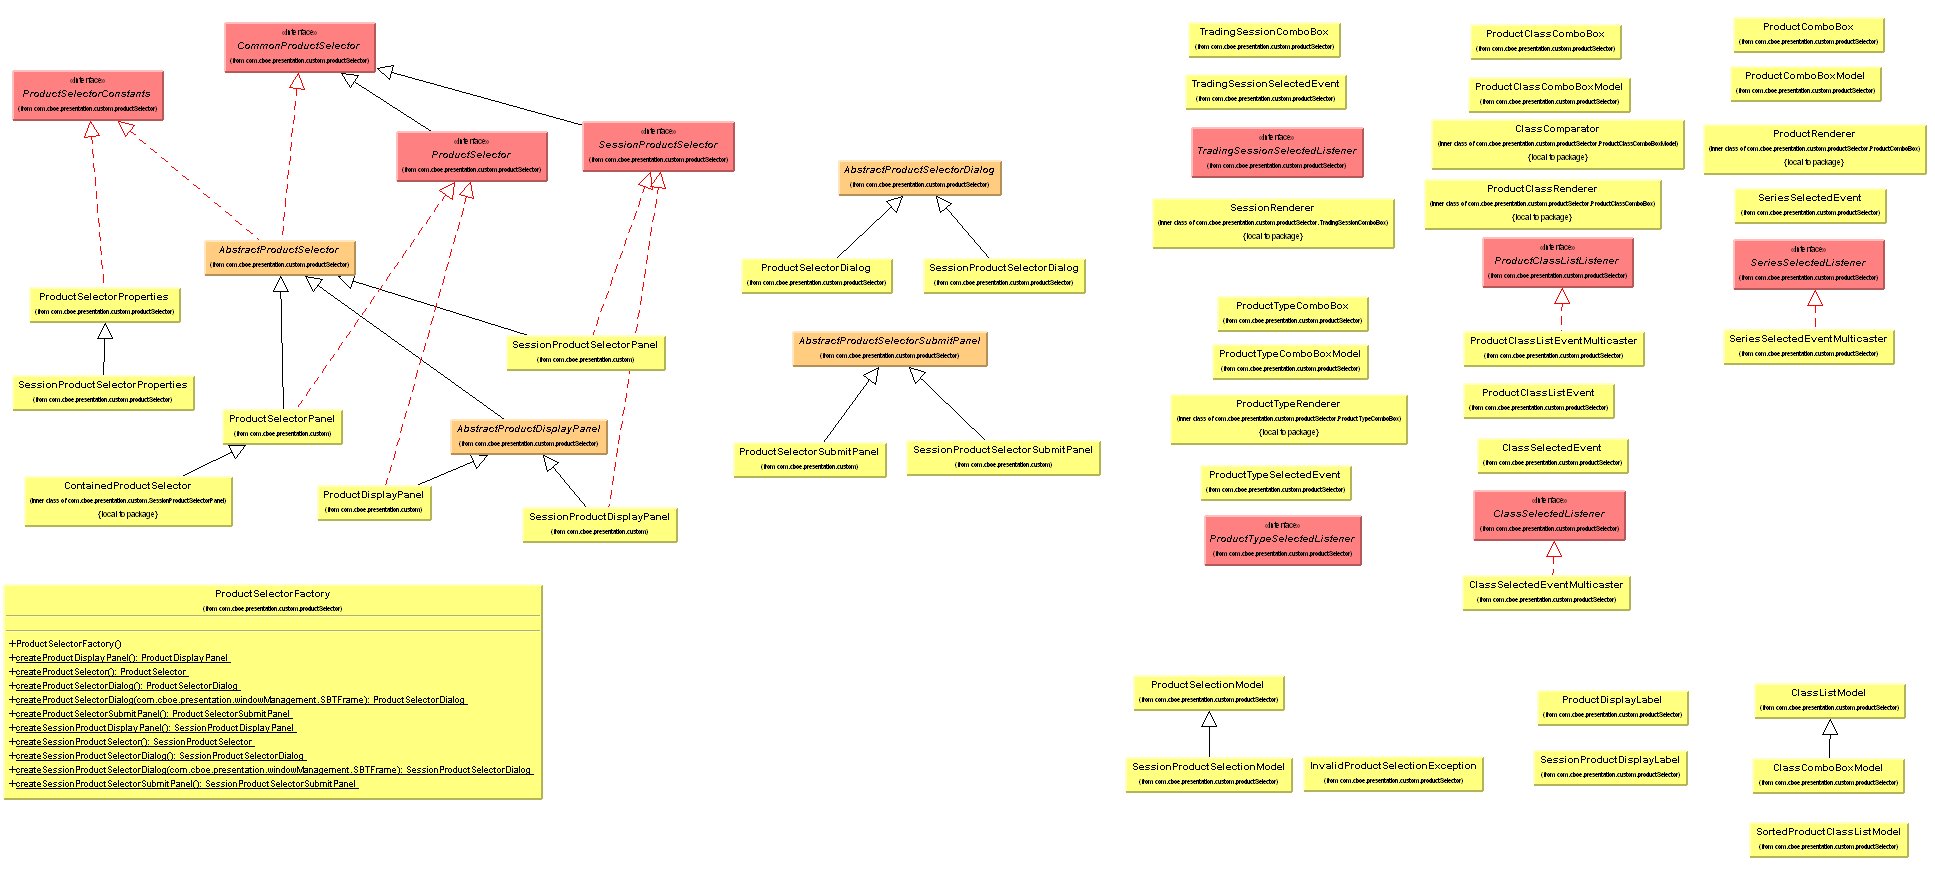 «Interface»
CommonProductSelector
(from com.cboe.presentation.custom.productSelector)
«Interface»
ProductSelectorConstants
(from com.cboe.presentation.custom.productSelector)
«Interface»
ProductSelector
(from com.cboe.presentation.custom.productSelector)
«Interface»
SessionProductSelector
(from com.cboe.presentation.custom.productSelector)
AbstractProductSelector
(from com.cboe.presentation.custom.productSelector)
ProductSelectorProperties
(from com.cboe.presentation.custom.productSelector)
SessionProductSelectorProperties
(from com.cboe.presentation.custom.productSelector)
SessionProductSelectorPanel
(from com.cboe.presentation.custom)
ProductSelectorPanel
(from com.cboe.presentation.custom)
AbstractProductDisplayPanel
(from com.cboe.presentation.custom.productSelector)
ContainedProductSelector
(inner class of com.cboe.presentation.custom.SessionProductSelectorPanel)
{local to package}
ProductDisplayPanel
(from com.cboe.presentation.custom)
SessionProductDisplayPanel
(from com.cboe.presentation.custom)
AbstractProductSelectorDialog
(from com.cboe.presentation.custom.productSelector)
ProductSelectorDialog
(from com.cboe.presentation.custom.productSelector)
SessionProductSelectorDialog
(from com.cboe.presentation.custom.productSelector)
AbstractProductSelectorSubmitPanel
(from com.cboe.presentation.custom.productSelector)
ProductSelectorSubmitPanel
(from com.cboe.presentation.custom)
SessionProductSelectorSubmitPanel
(from com.cboe.presentation.custom)
TradingSessionComboBox
(from com.cboe.presentation.custom.productSelector)
TradingSessionSelectedEvent
(from com.cboe.presentation.custom.productSelector)
«Interface»
TradingSessionSelectedListener
(from com.cboe.presentation.custom.productSelector)
SessionRenderer
(inner class of com.cboe.presentation.custom.productSelector.TradingSessionComboBox)
{local to package}
ProductTypeComboBox
(from com.cboe.presentation.custom.productSelector)
ProductTypeComboBoxModel
(from com.cboe.presentation.custom.productSelector)
ProductTypeRenderer
(inner class of com.cboe.presentation.custom.productSelector.ProductTypeComboBox)
{local to package}
ProductTypeSelectedEvent
(from com.cboe.presentation.custom.productSelector)
«Interface»
ProductTypeSelectedListener
(from com.cboe.presentation.custom.productSelector)
ProductClassComboBox
(from com.cboe.presentation.custom.productSelector)
ProductClassComboBoxModel
(from com.cboe.presentation.custom.productSelector)
ClassComparator
(inner class of com.cboe.presentation.custom.productSelector.ProductClassComboBoxModel)
{local to package}
ProductClassRenderer
(inner class of com.cboe.presentation.custom.productSelector.ProductClassComboBox)
{local to package}
«Interface»
ProductClassListListener
(from com.cboe.presentation.custom.productSelector)
ProductClassListEventMulticaster
(from com.cboe.presentation.custom.productSelector)
ProductClassListEvent
(from com.cboe.presentation.custom.productSelector)
ClassSelectedEvent
(from com.cboe.presentation.custom.productSelector)
«Interface»
ClassSelectedListener
(from com.cboe.presentation.custom.productSelector)
ClassSelectedEventMulticaster
(from com.cboe.presentation.custom.productSelector)
ProductComboBox
(from com.cboe.presentation.custom.productSelector)
ProductComboBoxModel
(from com.cboe.presentation.custom.productSelector)
ProductRenderer
(inner class of com.cboe.presentation.custom.productSelector.ProductComboBox)
{local to package}
SeriesSelectedEvent
(from com.cboe.presentation.custom.productSelector)
«Interface»
SeriesSelectedListener
(from com.cboe.presentation.custom.productSelector)
SeriesSelectedEventMulticaster
(from com.cboe.presentation.custom.productSelector)
ProductSelectorFactory
(from com.cboe.presentation.custom.productSelector)
+ProductSelectorFactory()
+createProductDisplayPanel(): ProductDisplayPanel
+createProductSelector(): ProductSelector
+createProductSelectorDialog(): ProductSelectorDialog
+createProductSelectorDialog(com.cboe.presentation.windowManagement.SBTFrame): ProductSelectorDialog
+createProductSelectorSubmitPanel(): ProductSelectorSubmitPanel
+createSessionProductDisplayPanel(): SessionProductDisplayPanel
+createSessionProductSelector(): SessionProductSelector
+createSessionProductSelectorDialog(): SessionProductSelectorDialog
+createSessionProductSelectorDialog(com.cboe.presentation.windowManagement.SBTFrame): SessionProductSelectorDialog
+createSessionProductSelectorSubmitPanel(): SessionProductSelectorSubmitPanel
ProductSelectionModel
(from com.cboe.presentation.custom.productSelector)
SessionProductSelectionModel
(from com.cboe.presentation.custom.productSelector)
InvalidProductSelectionException
(from com.cboe.presentation.custom.productSelector)
ProductDisplayLabel
(from com.cboe.presentation.custom.productSelector)
SessionProductDisplayLabel
(from com.cboe.presentation.custom.productSelector)
ClassListModel
(from com.cboe.presentation.custom.productSelector)
ClassComboBoxModel
(from com.cboe.presentation.custom.productSelector)
SortedProductClassListModel
(from com.cboe.presentation.custom.productSelector)